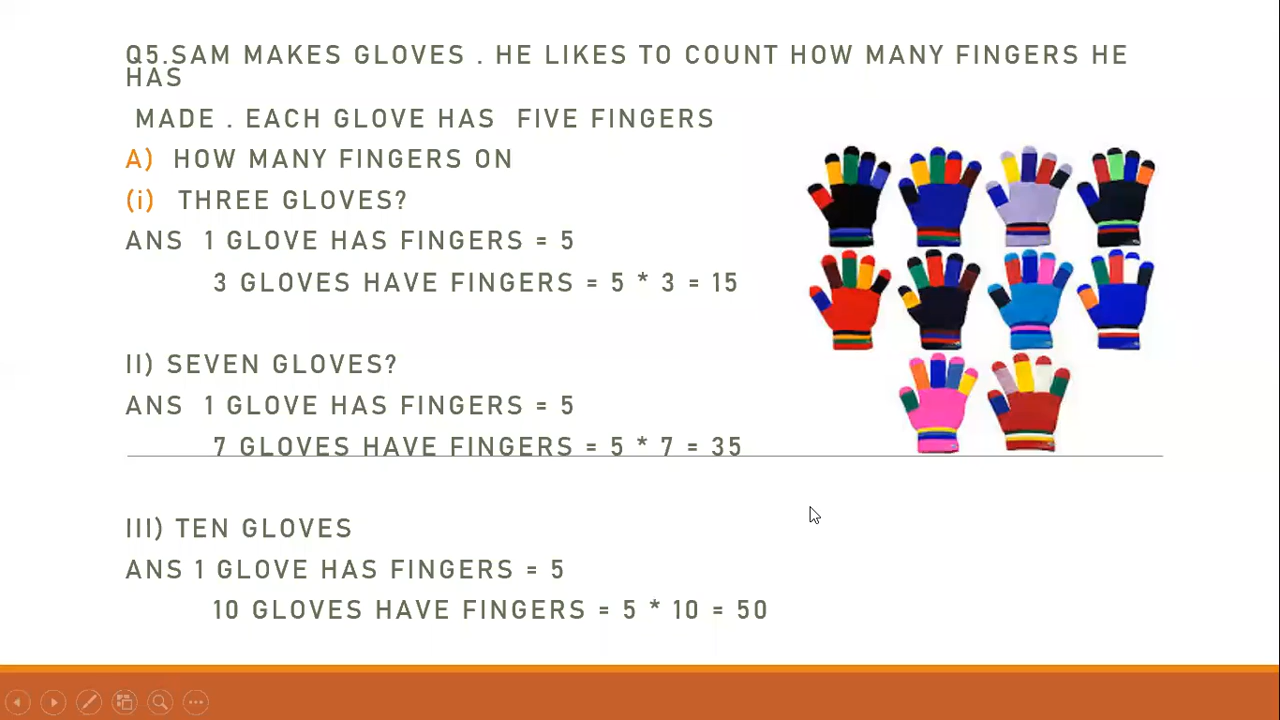 Q5.SAM MAKES GLOVES . HE LIKES TO COUNT HOW MANY FINGERS HE
HAS
MADE . EACH GLOVE HAS FIVE FINGERS
A) HOW MANY FINGERS ON
(i) THREE GLOVES?
ANS 1 GLOVE HAS FINGERS = 5
3 GLOVES HAVE FINGERS = 5 * 3 = 15
II) SEVEN GLOVES?
ANS 1 GLOVE HAS FINGERS = 5
7 GLOVES HAVE FINGERS = 5 * 7 = 35
III) TEN GLOVES
ANS 1 GLOVE HAS FINGERS = 5
10 GLOVES HAVE FINGERS = 5 * 10 = 50